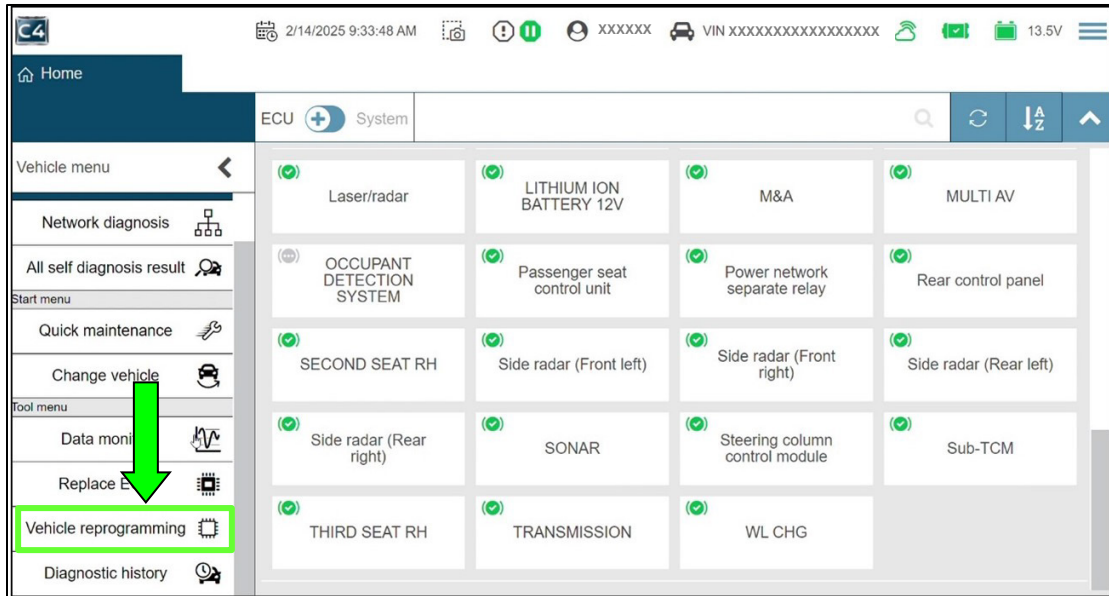 C4
2/14/2025 9:33:48 AM
XXXXXX
VIN XXXXXXXXXXXXXXXXX
13.5V
Home
ECU
System
A
Z
Vehicle menu
Network diagnosis
All self diagnosis result
Start menu
Quick maintenance
Change vehicle
Tool menu
Data
Replace
Vehicle reprogramming
Diagnostic history
Laser/radar
LITHIUM ION
BATTERY 12V
M&A
MULTI AV
OCCUPANT
DETECTION
SYSTEM
Passenger seat
control unit
Power network
separate relay
Rear control panel
SECOND SEAT RH
Side radar (Front left)
Side radar (Front
right)
Side radar (Rear left)
Side radar (Rear
right)
SONAR
Steering column
control module
Sub-TCM
THIRD SEAT RH
TRANSMISSION
WL CHG